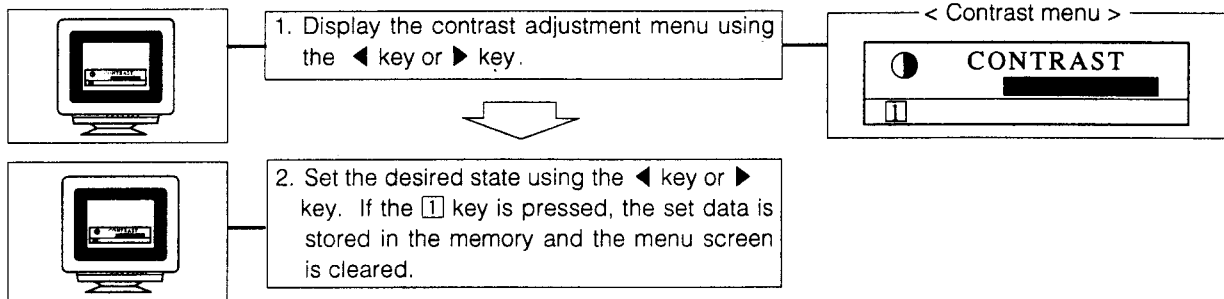 1. Display the contrast adjustment menu using
the ◀ key or ▶ key.
< Contrast menu >
CONTRAST
1
CONTRAST
2. Set the desired state using the ◀ key or ▶
key. If the 1 key is pressed, the set data is
stored in the memory and the menu screen
is cleared.
CONTRAST